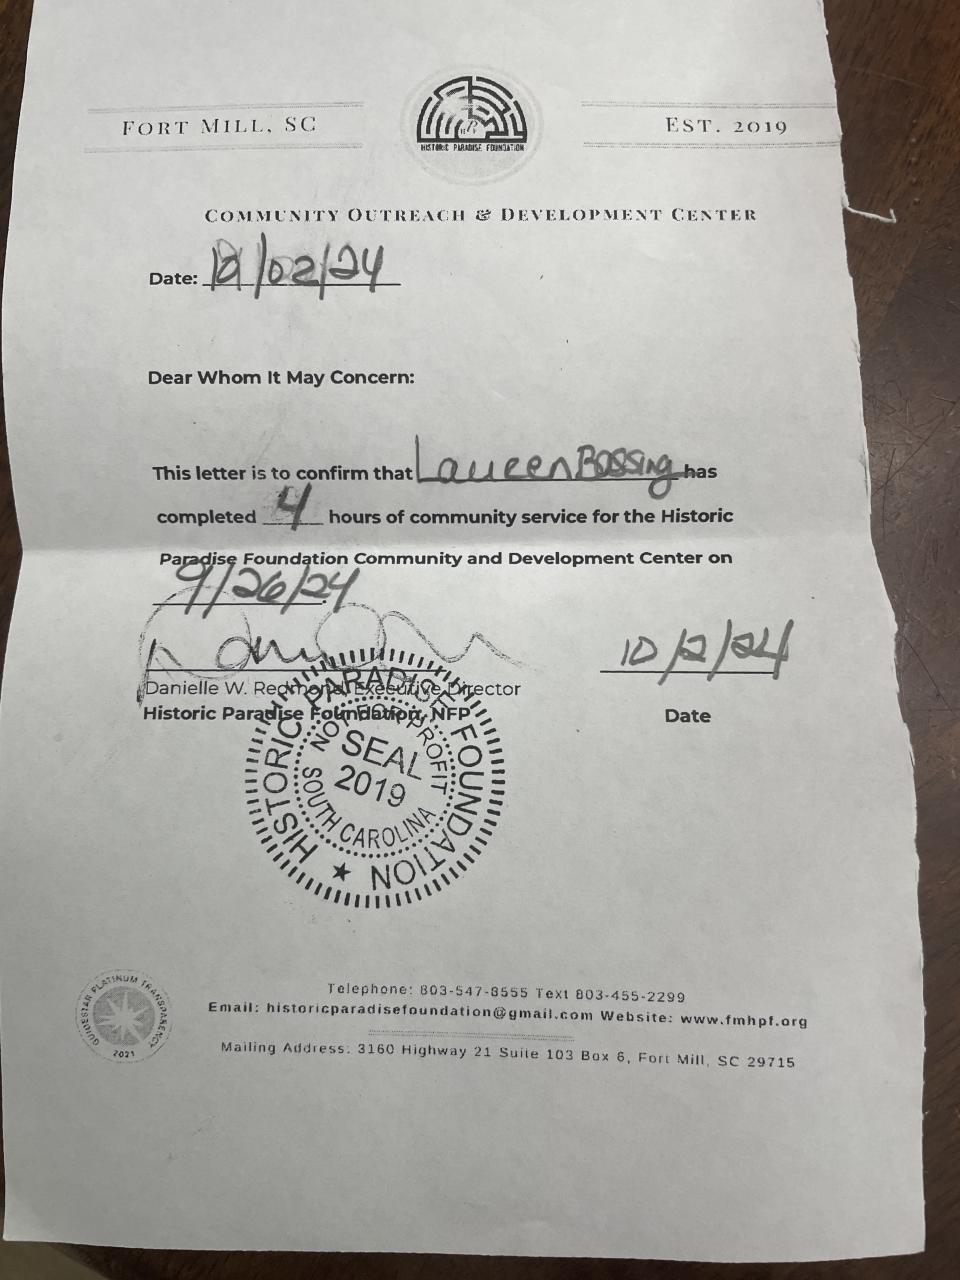 FORT MILL, SC
HISTORIC PARADISE FOUNDATION
EST. 2019
COMMUNITY OUTREACH & DEVELOPMENT CENTER
Date: 10/02/24
Dear Whom It May Concern:
This letter is to confirm that Laureen Bossing has
completed 4 hours of community service for the Historic
Paradise Foundation Community and Development Center on
9/26/24.
10/2/24
Danielle W. Redmond, Executive Director
Historic Paradise Foundation, NFP
Date
HISTORIC PARADISE FOUNDATION
NOT FOR PROFIT
SEAL
2019
SOUTH CAROLINA
GUIDESTAR PLATINUM TRANSPARENCY
2021
Telephone: 803-547-8555 Text 803-455-2299
Email: historicparadisefoundation@gmail.com Website: www.fmhpf.org
Mailing Address: 3160 Highway 21 Suite 103 Box 6, Fort Mill, SC 29715